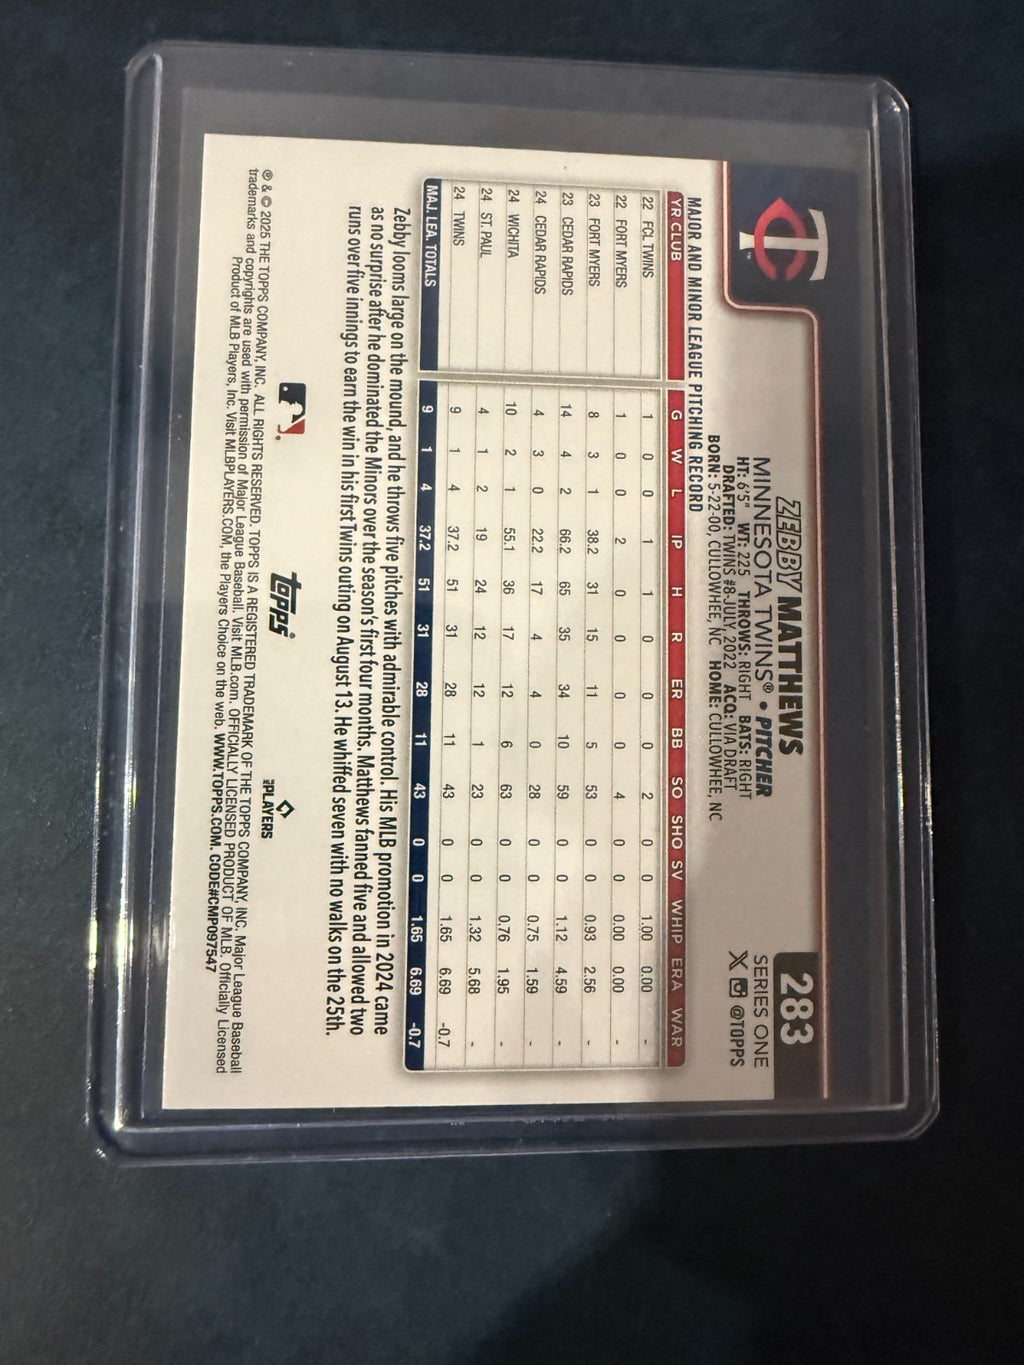 TC
™
283
SERIES ONE
@TOPPS
ZEBBY MATTHEWS
MINNESOTA TWINS® • PITCHER
HT: 6'5" WT: 225 THROWS: RIGHT BATS: RIGHT
DRAFTED: TWINS #8-JULY, 2022 ACQ: VIA DRAFT
BORN: 5-22-00, CULLOWHEE, NC HOME: CULLOWHEE, NC
MAJOR AND MINOR LEAGUE PITCHING RECORD
YR CLUB G W L IP H R ER BB SO SHO SV WHIP ERA WAR
22 FCL TWINS 1 0 0 1 1 0 0 0 2 0 0 1.00 0.00 -
22 FORT MYERS 1 0 0 2 0 0 0 0 4 0 0 0.00 0.00 -
23 FORT MYERS 8 3 1 38.2 31 15 11 5 53 0 0 0.93 2.56 -
23 CEDAR RAPIDS 14 4 2 66.2 65 35 34 10 59 0 0 1.12 4.59 -
24 CEDAR RAPIDS 4 3 0 22.2 17 4 4 0 28 0 0 0.75 1.59 -
24 WICHITA 10 2 1 55.1 36 17 12 6 63 0 0 0.76 1.95 -
24 ST. PAUL 4 1 2 19 24 12 12 1 23 0 0 1.32 5.68 -
24 TWINS 9 1 4 37.2 51 31 28 11 43 0 0 1.65 6.69 -0.7
MAJ. LEA. TOTALS 9 1 4 37.2 51 31 28 11 43 0 0 1.65 6.69 -0.7
Zebby looms large on the mound, and he throws five pitches with admirable control. His MLB promotion in 2024 came
as no surprise after he dominated the Minors over the season's first four months. Matthews fanned five and allowed two
runs over five innings to earn the win in his first Twins outing on August 13. He whiffed seven with no walks on the 25th.
topps
PLAYERS
® & © 2025 THE TOPPS COMPANY, INC. ALL RIGHTS RESERVED. TOPPS IS A REGISTERED TRADEMARK OF THE TOPPS COMPANY, INC. Major League Baseball
trademarks and copyrights are used with permission of Major League Baseball. Visit MLB.com. OFFICIALLY LICENSED PRODUCT OF MLB. Officially Licensed
Product of MLB Players, Inc. Visit MLBPLAYERS.COM, the Players Choice on the web. WWW.TOPPS.COM. CODE#CMP097547